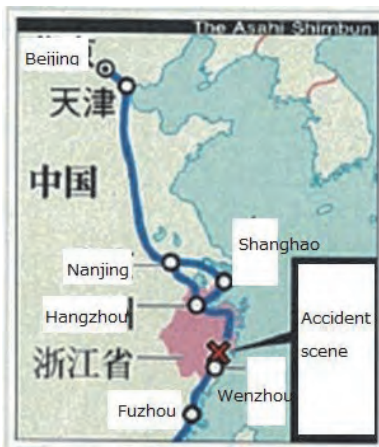 The Asahi Shimbun
Beijing
天津
中国
Shanghao
Nanjing
Hangzhou
Accident
scene
浙江省
Wenzhou
Fuzhou